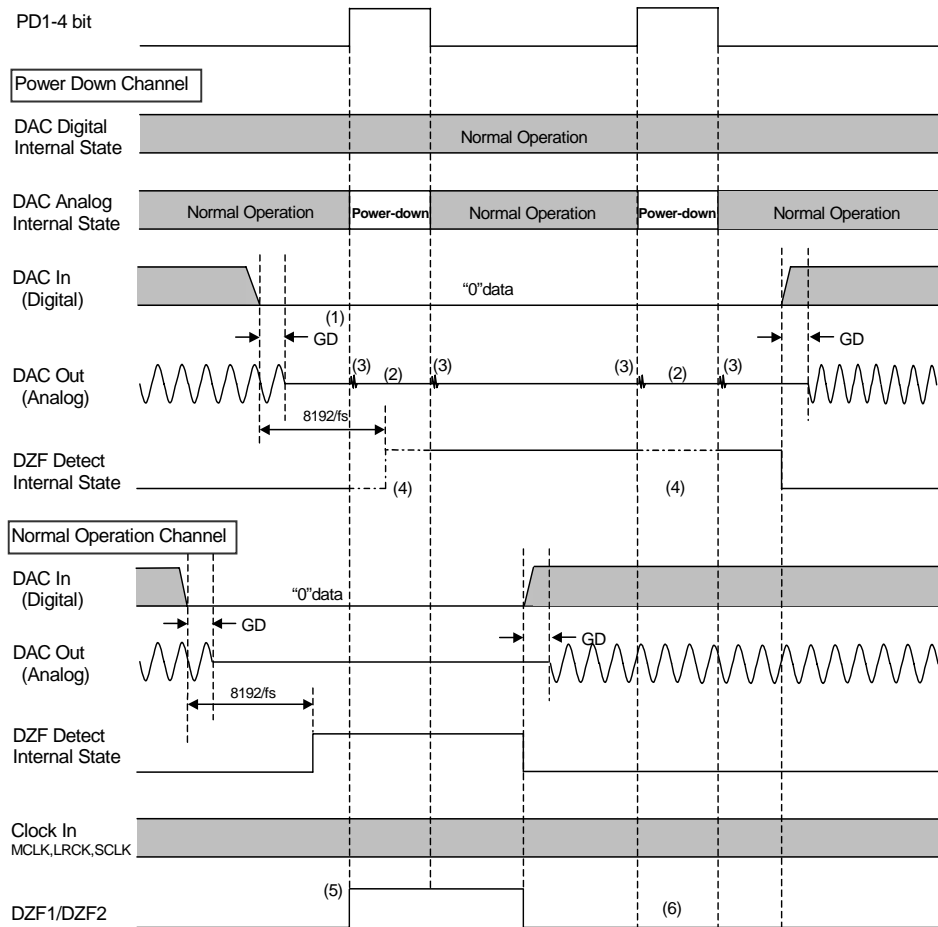 PD1-4 bit
Power Down Channel
DAC Digital
Internal State
Normal Operation
DAC Analog
Internal State
Normal Operation
Power-down
Normal Operation
Power-down
Normal Operation
DAC In
(Digital)
“0”data
(1)
GD
GD
DAC Out
(Analog)
(3)
(2)
(3)
(3)
(2)
(3)
8192/fs
DZF Detect
Internal State
(4)
(4)
Normal Operation Channel
DAC In
(Digital)
“0”data
GD
GD
DAC Out
(Analog)
8192/fs
DZF Detect
Internal State
Clock In
MCLK,LRCK,SCLK
DZF1/DZF2
(5)
(6)